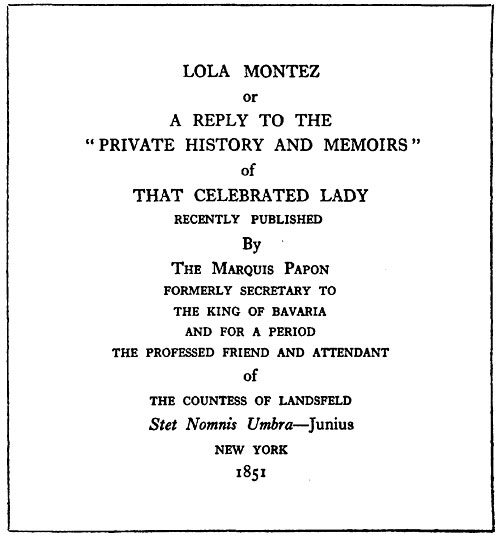 LOLA MONTEZ
or
A REPLY TO THE
"PRIVATE HISTORY AND MEMOIRS"
of
THAT CELEBRATED LADY
RECENTLY PUBLISHED
By
THE MARQUIS PAPON
FORMERLY SECRETARY TO
THE KING OF BAVARIA
AND FOR A PERIOD
THE PROFESSED FRIEND AND ATTENDANT
of
THE COUNTESS OF LANDSFELD
Stet Nomnis Umbra—Junius
NEW YORK
1851